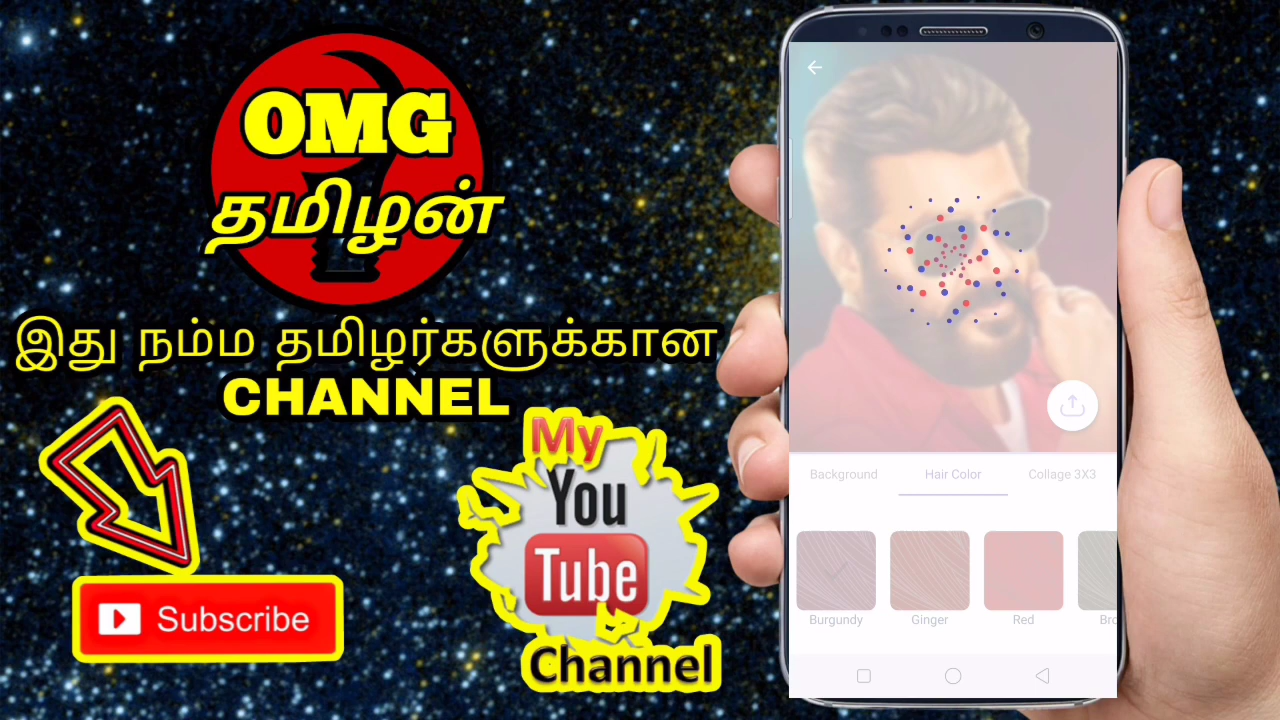 OMG
தமிழன்
இது நம்ம தமிழர்களுக்கான
CHANNEL
Subscribe
My
You
Tube
Channel
Background Hair Color Collage 3X3
Burgundy Ginger Red Bro